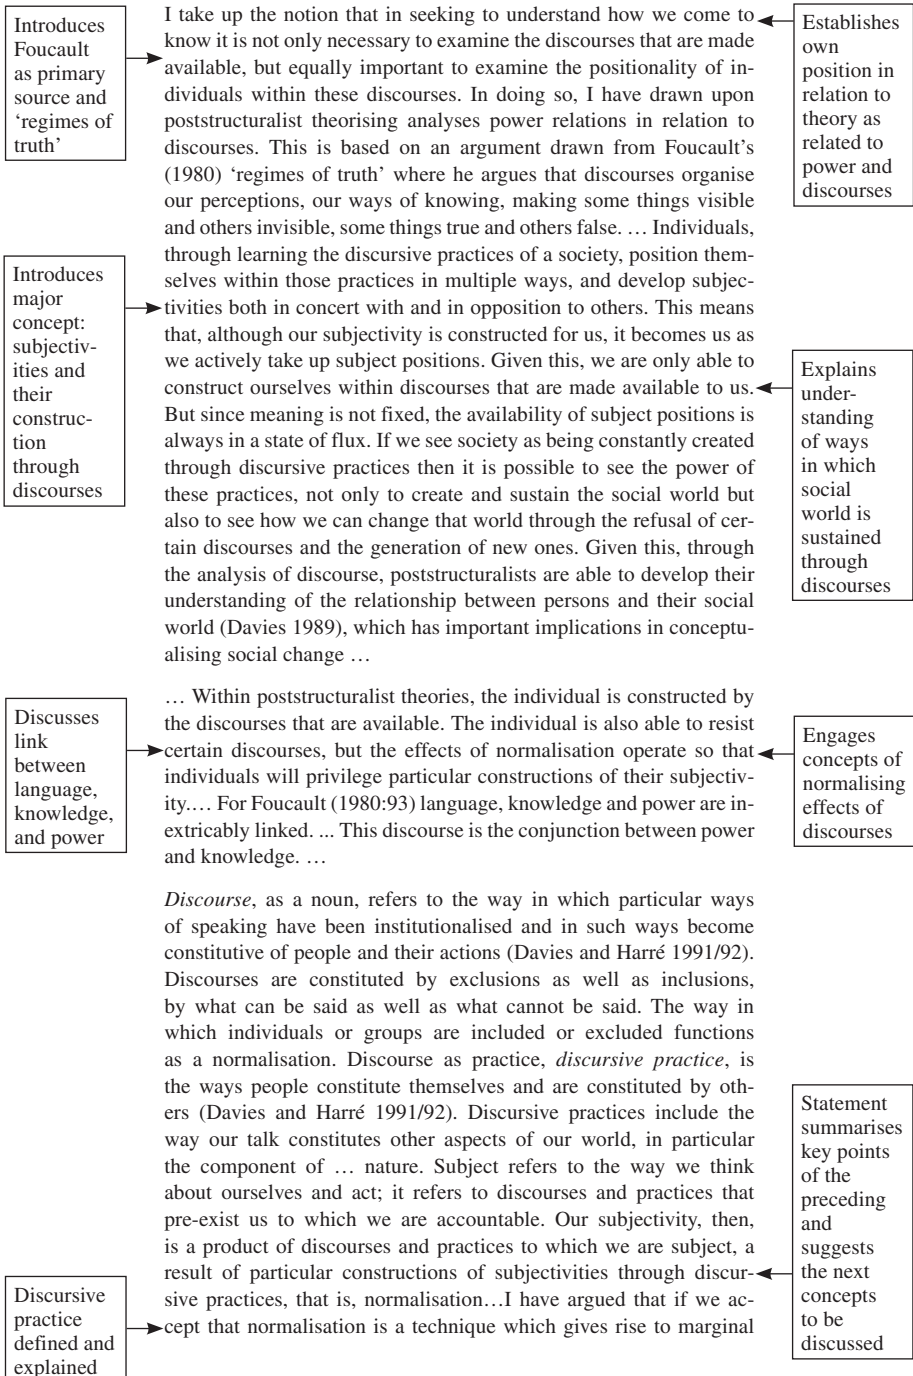 Introduces
Foucault
as primary
source and
‘regimes of
truth’
I take up the notion that in seeking to understand how we come to
know it is not only necessary to examine the discourses that are made
available, but equally important to examine the positionality of in-
dividuals within these discourses. In doing so, I have drawn upon
poststructuralist theorising analyses power relations in relation to
discourses. This is based on an argument drawn from Foucault’s
(1980) ‘regimes of truth’ where he argues that discourses organise
our perceptions, our ways of knowing, making some things visible
and others invisible, some things true and others false. … Individuals,
through learning the discursive practices of a society, position them-
selves within those practices in multiple ways, and develop subjec-
tivities both in concert with and in opposition to others. This means
that, although our subjectivity is constructed for us, it becomes us as
we actively take up subject positions. Given this, we are only able to
construct ourselves within discourses that are made available to us.
But since meaning is not fixed, the availability of subject positions is
always in a state of flux. If we see society as being constantly created
through discursive practices then it is possible to see the power of
these practices, not only to create and sustain the social world but
also to see how we can change that world through the refusal of cer-
tain discourses and the generation of new ones. Given this, through
the analysis of discourse, poststructuralists are able to develop their
understanding of the relationship between persons and their social
world (Davies 1989), which has important implications in conceptu-
alising social change …
Establishes
own
position in
relation to
theory as
related to
power and
discourses
Introduces
major
concept:
subjectiv-
ities and
their
construc-
tion
through
discourses
Explains
under-
standing
of ways
in which
social
world is
sustained
through
discourses
Discusses
link
between
language,
knowledge,
and power
… Within poststructuralist theories, the individual is constructed by
the discourses that are available. The individual is also able to resist
certain discourses, but the effects of normalisation operate so that
individuals will privilege particular constructions of their subjectiv-
ity.… For Foucault (1980:93) language, knowledge and power are in-
extricably linked. ... This discourse is the conjunction between power
and knowledge. …
Engages
concepts of
normalising
effects of
discourses
Discourse, as a noun, refers to the way in which particular ways
of speaking have been institutionalised and in such ways become
constitutive of people and their actions (Davies and Harré 1991/92).
Discourses are constituted by exclusions as well as inclusions,
by what can be said as well as what cannot be said. The way in
which individuals or groups are included or excluded functions
as a normalisation. Discourse as practice, discursive practice, is
the ways people constitute themselves and are constituted by oth-
ers (Davies and Harré 1991/92). Discursive practices include the
way our talk constitutes other aspects of our world, in particular
the component of … nature. Subject refers to the way we think
about ourselves and act; it refers to discourses and practices that
pre-exist us to which we are accountable. Our subjectivity, then,
is a product of discourses and practices to which we are subject, a
result of particular constructions of subjectivities through discur-
sive practices, that is, normalisation…I have argued that if we ac-
cept that normalisation is a technique which gives rise to marginal
Statement
summarises
key points
of the
preceding
and
suggests
the next
concepts
to be
discussed
Discursive
practice
defined and
explained